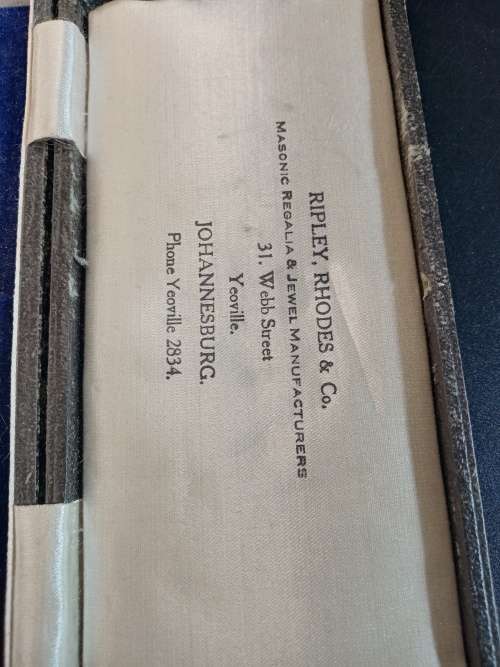 RIPLEY, RHODES & Co.
MASONIC REGALIA & JEWEL MANUFACTURERS
31, Webb Street
Yeoville.
JOHANNESBURG.
Phone Yeoville 2834.